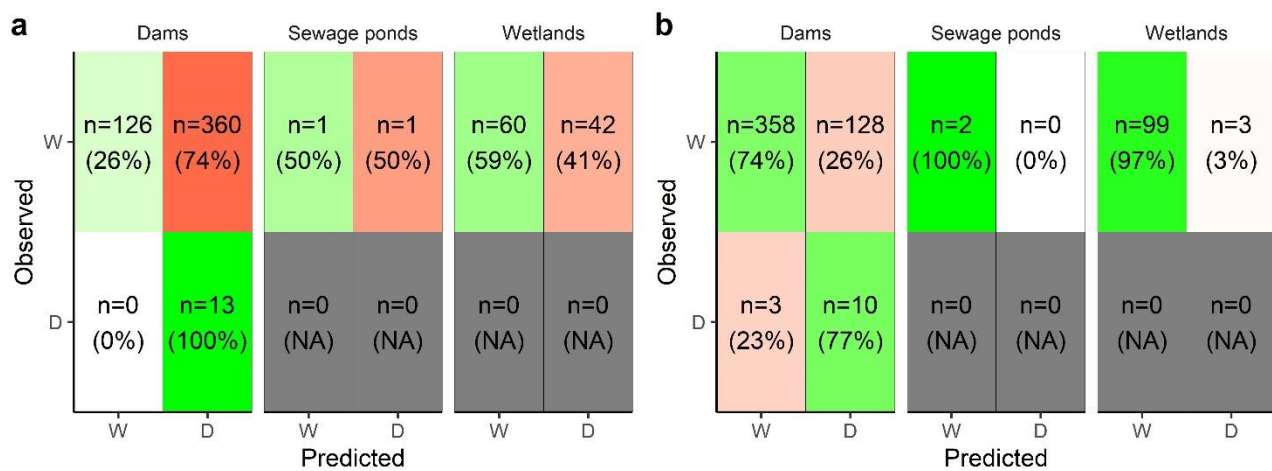 a
Dams
Sewage ponds
Wetlands
Observed
W
n=126
(26%)
n=360
(74%)
n=1
(50%)
n=1
(50%)
n=60
(59%)
n=42
(41%)
D
n=0
(0%)
n=13
(100%)
n=0
(NA)
n=0
(NA)
n=0
(NA)
n=0
(NA)
W
D
W
D
W
D
Predicted
b
Dams
Sewage ponds
Wetlands
Observed
W
n=358
(74%)
n=128
(26%)
n=2
(100%)
n=0
(0%)
n=99
(97%)
n=3
(3%)
D
n=3
(23%)
n=10
(77%)
n=0
(NA)
n=0
(NA)
n=0
(NA)
n=0
(NA)
W
D
W
D
W
D
Predicted